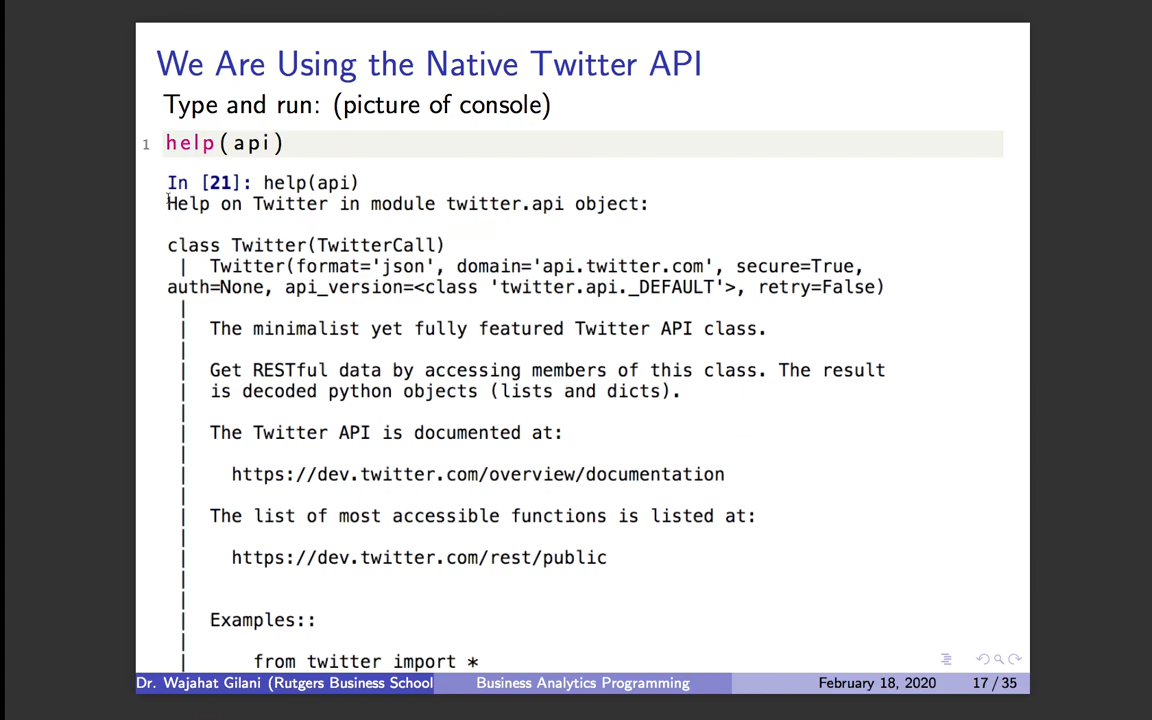 We Are Using the Native Twitter API
Type and run: (picture of console)
1 help(api)
In [21]: help(api)
Help on Twitter in module twitter.api object:
class Twitter(TwitterCall)
 |  Twitter(format='json', domain='api.twitter.com', secure=True,
auth=None, api_version=<class 'twitter.api._DEFAULT'>, retry=False)
 |
 |  The minimalist yet fully featured Twitter API class.
 |
 |  Get RESTful data by accessing members of this class. The result
 |  is decoded python objects (lists and dicts).
 |
 |  The Twitter API is documented at:
 |
 |    https://dev.twitter.com/overview/documentation
 |
 |  The list of most accessible functions is listed at:
 |
 |    https://dev.twitter.com/rest/public
 |
 |
 |  Examples::
 |
 |      from twitter import *
Dr. Wajahat Gilani (Rutgers Business School
Business Analytics Programming
February 18, 2020
17 / 35